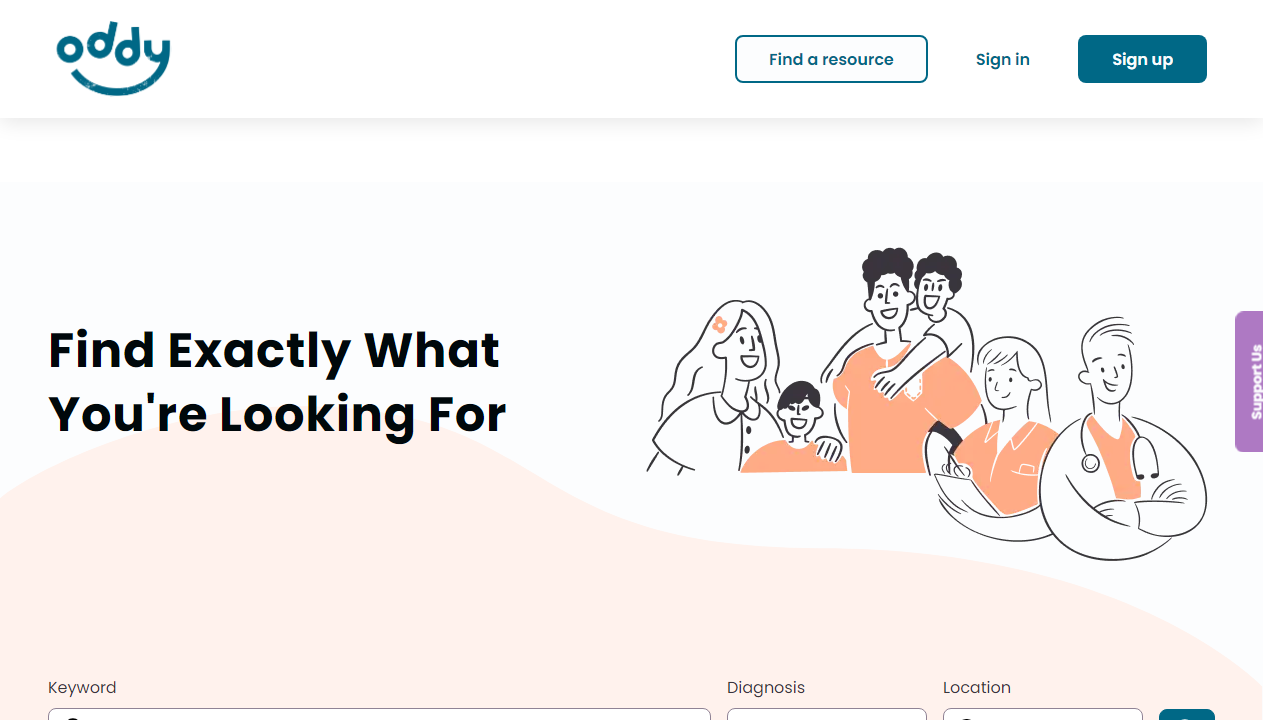 oddy
Find a resource
Sign in
Sign up
Find Exactly What
You're Looking For
Support Us
Keyword
Diagnosis
Location